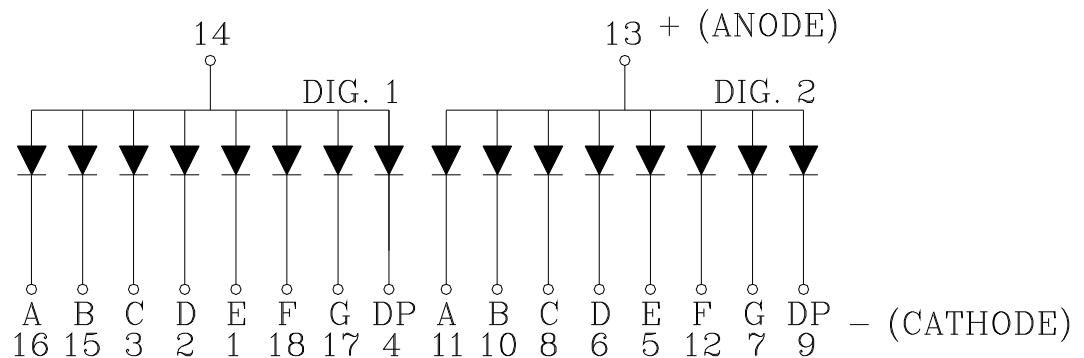 14 13 + (ANODE)
DIG. 1 DIG. 2
A B C D E F G DP A B C D E F G DP - (CATHODE)
16 15 3 2 1 18 17 4 11 10 8 6 5 12 7 9